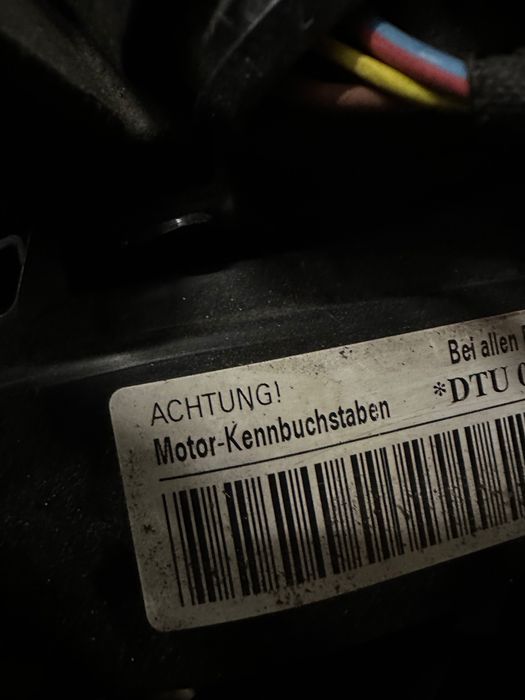 ACHTUNG! Bei allen
Motor-Kennbuchstaben *DTU